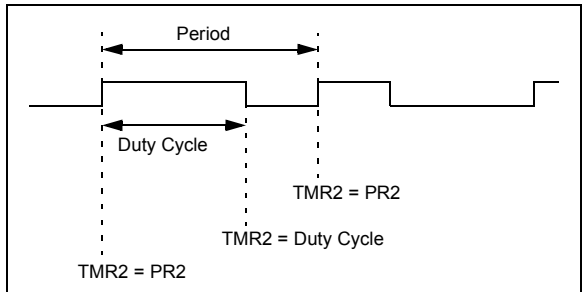 Period
Duty Cycle
TMR2 = PR2
TMR2 = Duty Cycle
TMR2 = PR2